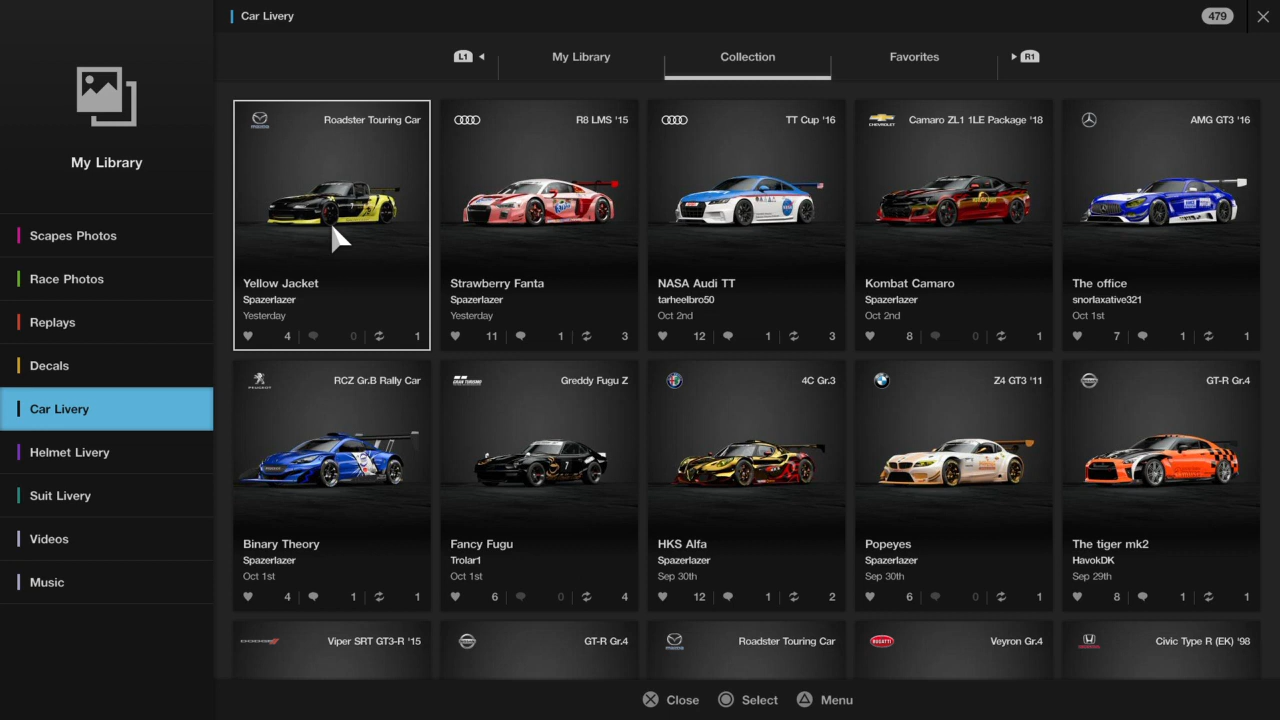 Car Livery
479
L1
My Library
Collection
Favorites
R1
My Library
Scapes Photos
Race Photos
Replays
Decals
Car Livery
Helmet Livery
Suit Livery
Videos
Music
Roadster Touring Car
Yellow Jacket
Spazerlazer
Yesterday
4 0 1
R8 LMS '15
Strawberry Fanta
Spazerlazer
Yesterday
11 1 3
TT Cup '16
NASA Audi TT
tarheelbro50
Oct 2nd
12 1 3
CHEVROLET
Camaro ZL1 1LE Package '18
Kombat Camaro
Spazerlazer
Oct 2nd
8 0 1
AMG GT3 '16
The office
snorlaxative321
Oct 1st
7 1 1
PEUGEOT
RCZ Gr.B Rally Car
Binary Theory
Spazerlazer
Oct 1st
4 1 1
GRAN TURISMO
Greddy Fugu Z
Fancy Fugu
Trolar1
Oct 1st
6 0 4
4C Gr.3
HKS Alfa
Spazerlazer
Sep 30th
12 1 2
Z4 GT3 '11
Popeyes
Spazerlazer
Sep 30th
6 0 1
GT-R Gr.4
The tiger mk2
HavokDK
Sep 29th
8 1 1
DODGE
Viper SRT GT3-R '15
GT-R Gr.4
mazda
Roadster Touring Car
BUGATTI
Veyron Gr.4
HONDA
Civic Type R (EK) '98
Close
Select
Menu